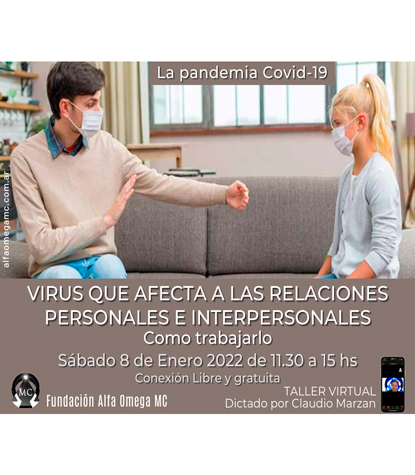 La pandemia Covid-19
alfaomegamc.com.ar
VIRUS QUE AFECTA A LAS RELACIONES
PERSONALES E INTERPERSONALES
Como trabajarlo
Sábado 8 de Enero 2022 de 11.30 a 15 hs
Conexión Libre y gratuita
TALLER VIRTUAL
Dictado por Claudio Marzan
MC
Fundación Alfa Omega MC